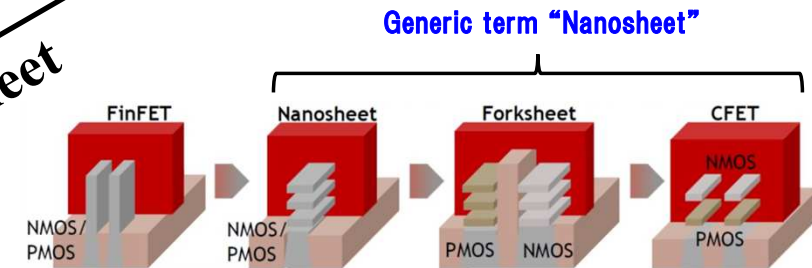 Generic term “Nanosheet”
eet
FinFET
Nanosheet
Forksheet
CFET
NMOS/
PMOS
NMOS/
PMOS
PMOS
NMOS
NMOS
PMOS